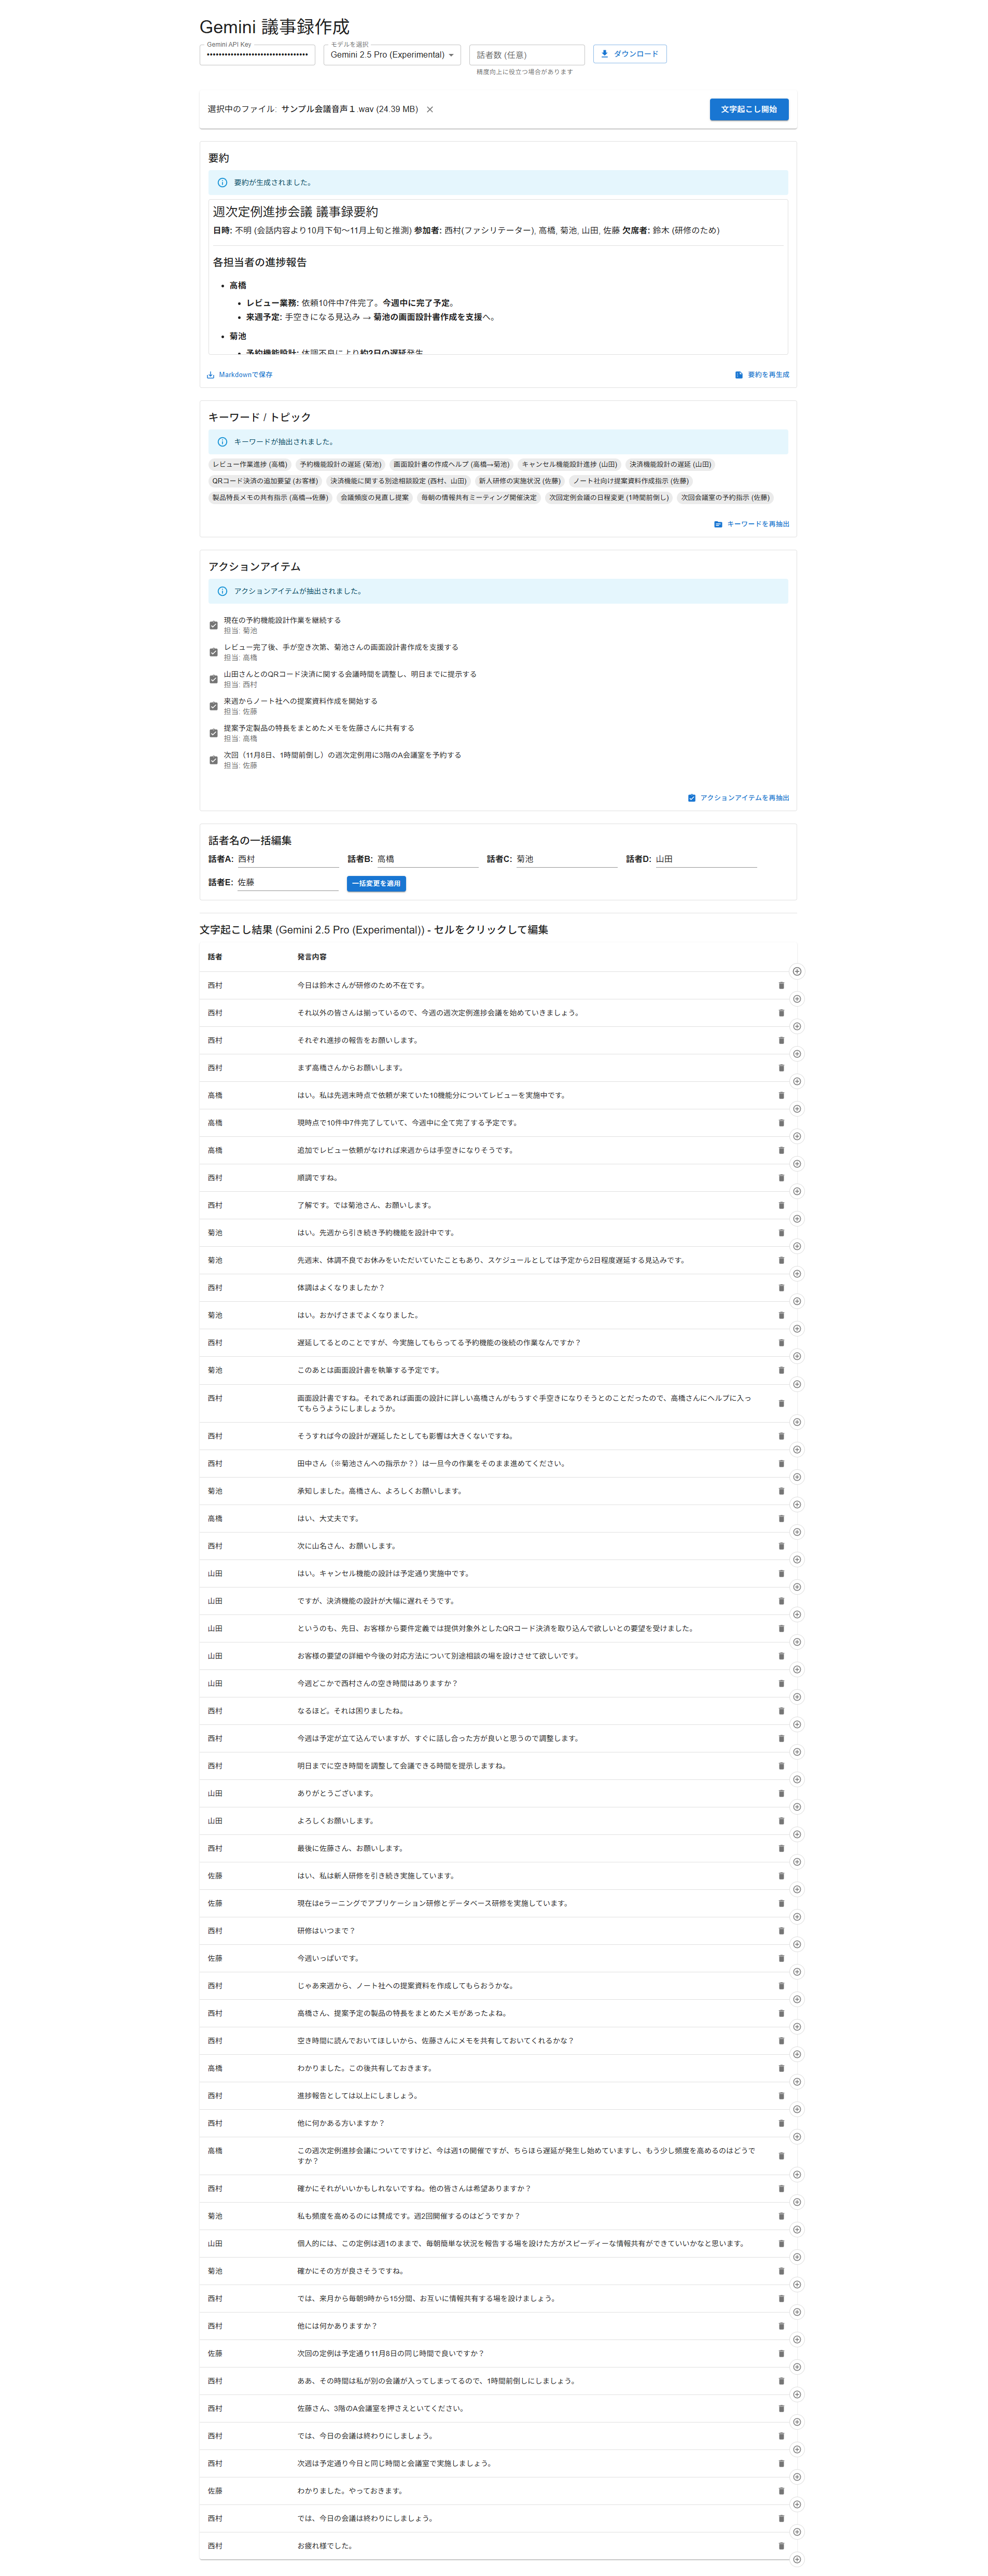 Gemini 議事録作成
Gemini API Key
••••••••••••••••••••••••••••••••••
モデルを選択
Gemini 2.5 Pro (Experimental)
話者数 (任意)
精度向上に役立つ場合があります
ダウンロード
選択中のファイル: サンプル会議音声１.wav (24.39 MB)
文字起こし開始
要約
要約が生成されました。
週次定例進捗会議 議事録要約
日時: 不明 (会話内容より10月下旬〜11月上旬と推測) 参加者: 西村(ファシリテーター), 高橋, 菊池, 山田, 佐藤 欠席者: 鈴木 (研修のため)
各担当者の進捗報告
• 高橋
• レビュー業務: 依頼10件中7件完了。今週中に完了予定。
• 来週予定: 手空きになる見込み → 菊池の画面設計書作成を支援へ。
• 菊池
• 予約機能設計: 体調不良により約2日の遅延発生
Markdownで保存
要約を再生成
キーワード / トピック
キーワードが抽出されました。
レビュー作業進捗 (高橋) 予約機能設計の遅延 (菊池) 画面設計書の作成ヘルプ (高橋→菊池) キャンセル機能設計進捗 (山田) 決済機能設計の遅延 (山田)
QRコード決済の追加要望 (お客様) 決済機能に関する別途相談設定 (西村、山田) 新人研修の実施状況 (佐藤) ノート社向け提案資料作成指示 (佐藤)
製品特長メモの共有指示 (高橋→佐藤) 会議頻度の見直し提案 毎朝の情報共有ミーティング開催決定 次回定例会議の日程変更 (1時間前倒し) 次回会議室の予約指示 (佐藤)
キーワードを再抽出
アクションアイテム
アクションアイテムが抽出されました。
現在の予約機能設計作業を継続する
担当: 菊池
レビュー完了後、手が空き次第、菊池さんの画面設計書作成を支援する
担当: 高橋
山田さんとのQRコード決済に関する会議時間を調整し、明日までに提示する
担当: 西村
来週からノート社への提案資料作成を開始する
担当: 佐藤
提案予定製品の特長をまとめたメモを佐藤さんに共有する
担当: 高橋
次回（11月8日、1時間前倒し）の週次定例用に3階のA会議室を予約する
担当: 佐藤
アクションアイテムを再抽出
話者名の一括編集
話者A: 西村 話者B: 高橋 話者C: 菊池 話者D: 山田
話者E: 佐藤 一括変更を適用
文字起こし結果 (Gemini 2.5 Pro (Experimental)) - セルをクリックして編集
話者 発言内容
西村 今日は鈴木さんが研修のため不在です。
西村 それ以外の皆さんは揃っているので、今週の週次定例進捗会議を始めていきましょう。
西村 それぞれ進捗の報告をお願いします。
西村 まず高橋さんからお願いします。
高橋 はい。私は先週末時点で依頼が来ていた10機能分についてレビューを実施中です。
高橋 現時点で10件中7件完了していて、今週中に全て完了する予定です。
高橋 追加でレビュー依頼がなければ来週からは手空きになりそうです。
西村 順調ですね。
西村 了解です。では菊池さん、お願いします。
菊池 はい。先週から引き続き予約機能を設計中です。
菊池 先週末、体調不良でお休みをいただいていたこともあり、スケジュールとしては予定から2日程度遅延する見込みです。
西村 体調はよくなりましたか？
菊池 はい。おかげさまでよくなりました。
西村 遅延してるとのことですが、今実施してもらってる予約機能の後続の作業なんですか？
菊池 このあとは画面設計書を執筆する予定です。
西村 画面設計書ですね。それであれば画面の設計に詳しい高橋さんがもうすぐ手空きになりそうとのことだったので、高橋さんにヘルプに入っ
てもらうようにしましょうか。
西村 そうすれば今の設計が遅延したとしても影響は大きくないですね。
西村 田中さん（※菊池さんへの指示か？）は一旦今の作業をそのまま進めてください。
菊池 承知しました。高橋さん、よろしくお願いします。
高橋 はい、大丈夫です。
西村 次に山名さん、お願いします。
山田 はい。キャンセル機能の設計は予定通り実施中です。
山田 ですが、決済機能の設計が大幅に遅れそうです。
山田 というのも、先日、お客様から要件定義では提供対象外としたQRコード決済を取り込んで欲しいとの要望を受けました。
山田 お客様の要望の詳細や今後の対応方法について別途相談の場を設けさせて欲しいです。
山田 今週どこかで西村さんの空き時間はありますか？
西村 なるほど。それは困りましたね。
西村 今週は予定が立て込んでいますが、すぐに話し合った方が良いと思うので調整します。
西村 明日までに空き時間を調整して会議できる時間を提示しますね。
山田 ありがとうございます。
山田 よろしくお願いします。
西村 最後に佐藤さん、お願いします。
佐藤 はい、私は新人研修を引き続き実施しています。
佐藤 現在はeラーニングでアプリケーション研修とデータベース研修を実施しています。
西村 研修はいつまで？
佐藤 今週いっぱいです。
西村 じゃあ来週から、ノート社への提案資料を作成してもらおうかな。
西村 高橋さん、提案予定の製品の特長をまとめたメモがあったよね。
西村 空き時間に読んでおいてほしいから、佐藤さんにメモを共有しておいてくれるかな？
高橋 わかりました。この後共有しておきます。
西村 進捗報告としては以上にしましょう。
西村 他に何かある方いますか？
高橋 この週次定例進捗会議についてですけど、今は週1の開催ですが、ちらほら遅延が発生し始めていますし、もう少し頻度を高めるのはどうで
すか？
西村 確かにそれがいいかもしれないですね。他の皆さんは希望ありますか？
菊池 私も頻度を高めるのには賛成です。週2回開催するのはどうですか？
山田 個人的には、この定例は週1のままで、毎朝簡単な状況を報告する場を設けた方がスピーディーな情報共有ができていいかなと思います。
菊池 確かにその方が良さそうですね。
西村 では、来月から毎朝9時から15分間、お互いに情報共有する場を設けましょう。
西村 他には何かありますか？
佐藤 次回の定例は予定通り11月8日の同じ時間で良いですか？
西村 ああ、その時間は私が別の会議が入ってしまってるので、1時間前倒しにしましょう。
西村 佐藤さん、3階のA会議室を押さえといてください。
西村 では、今日の会議は終わりにしましょう。
西村 次週は予定通り今日と同じ時間と会議室で実施しましょう。
佐藤 わかりました。やっておきます。
西村 では、今日の会議は終わりにしましょう。
西村 お疲れ様でした。